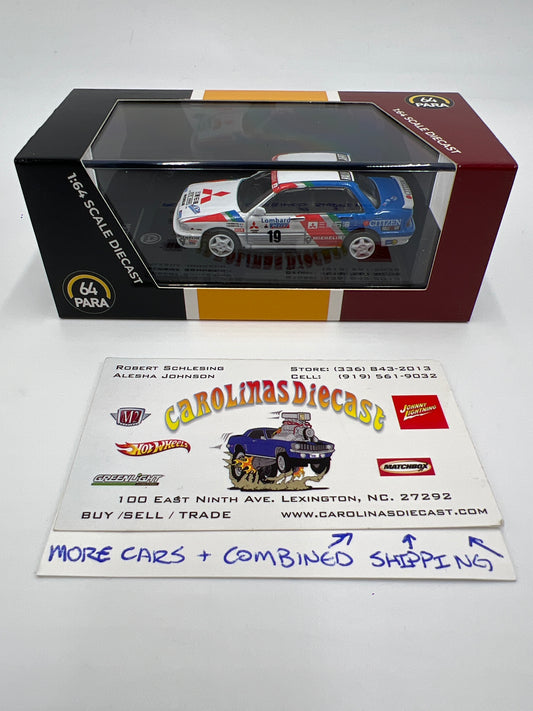 64
PARA
1:64 SCALE DIECAST
1:64 SCALE DIECAST
64
PARA
Lombard
19
CITIZEN
MICHELIN
ROBERT SCHLESING
ALESHA JOHNSON
STORE: (336) 843-2013
CELL: (919) 561-9032
CAROLINAS DIECAST
M2
JOHNNY LIGHTNING
HOT WHEELS
MATCHBOX
GREENLIGHT
100 EAST NINTH AVE. LEXINGTON, NC. 27292
BUY /SELL / TRADE
WWW.CAROLINASDIECAST.COM
MORE CARS + COMBINED SHIPPING